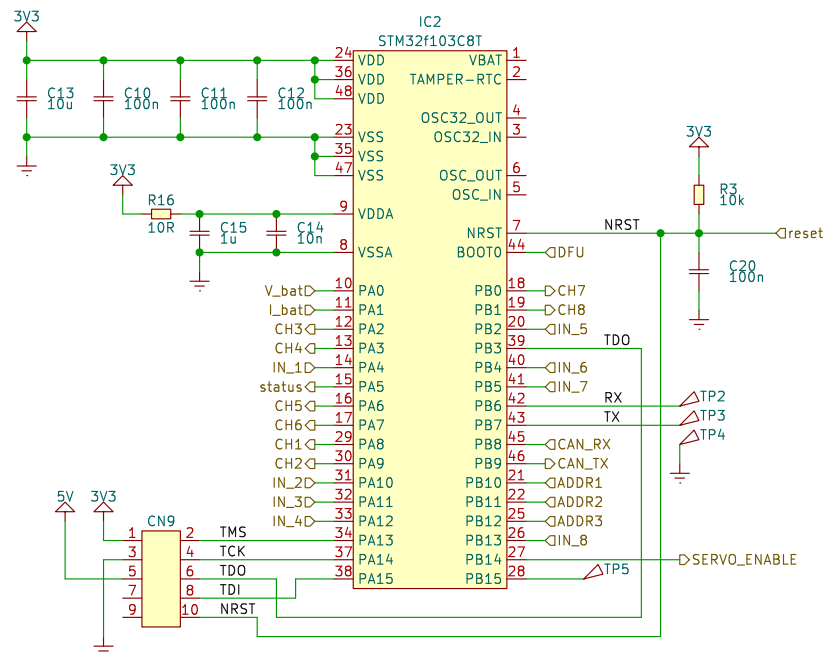 3V3
IC2
STM32f103C8T
24 VDD VBAT 1
36 VDD TAMPER-RTC 2
48 VDD
C13 10u
C10 100n
C11 100n
C12 100n
OSC32_OUT 4
23 VSS OSC32_IN 3
35 VSS
47 VSS OSC_OUT 6
OSC_IN 5
3V3
R3 10k
3V3
R16
10R
9 VDDA
C15 1u
C14 10n
NRST 7 NRST reset
8 VSSA BOOT0 44 DFU
C20 100n
V_bat 10 PA0 PB0 18 CH7
I_bat 11 PA1 PB1 19 CH8
CH3 12 PA2 PB2 20 IN_5
CH4 13 PA3 PB3 39 TDO
IN_1 14 PA4 PB4 40 IN_6
status 15 PA5 PB5 41 IN_7
CH5 16 PA6 PB6 42 RX TP2
CH6 17 PA7 PB7 43 TX TP3
CH1 29 PA8 PB8 45 CAN_RX TP4
CH2 30 PA9 PB9 46 CAN_TX
IN_2 31 PA10 PB10 21 ADDR1
IN_3 32 PA11 PB11 22 ADDR2
IN_4 33 PA12 PB12 25 ADDR3
34 PA13 PB13 26 IN_8
37 PA14 PB14 27 SERVO_ENABLE
38 PA15 PB15 28 TP5
5V
3V3
CN9
1 2 TMS
3 4 TCK
5 6 TDO
7 8 TDI
9 10 NRST